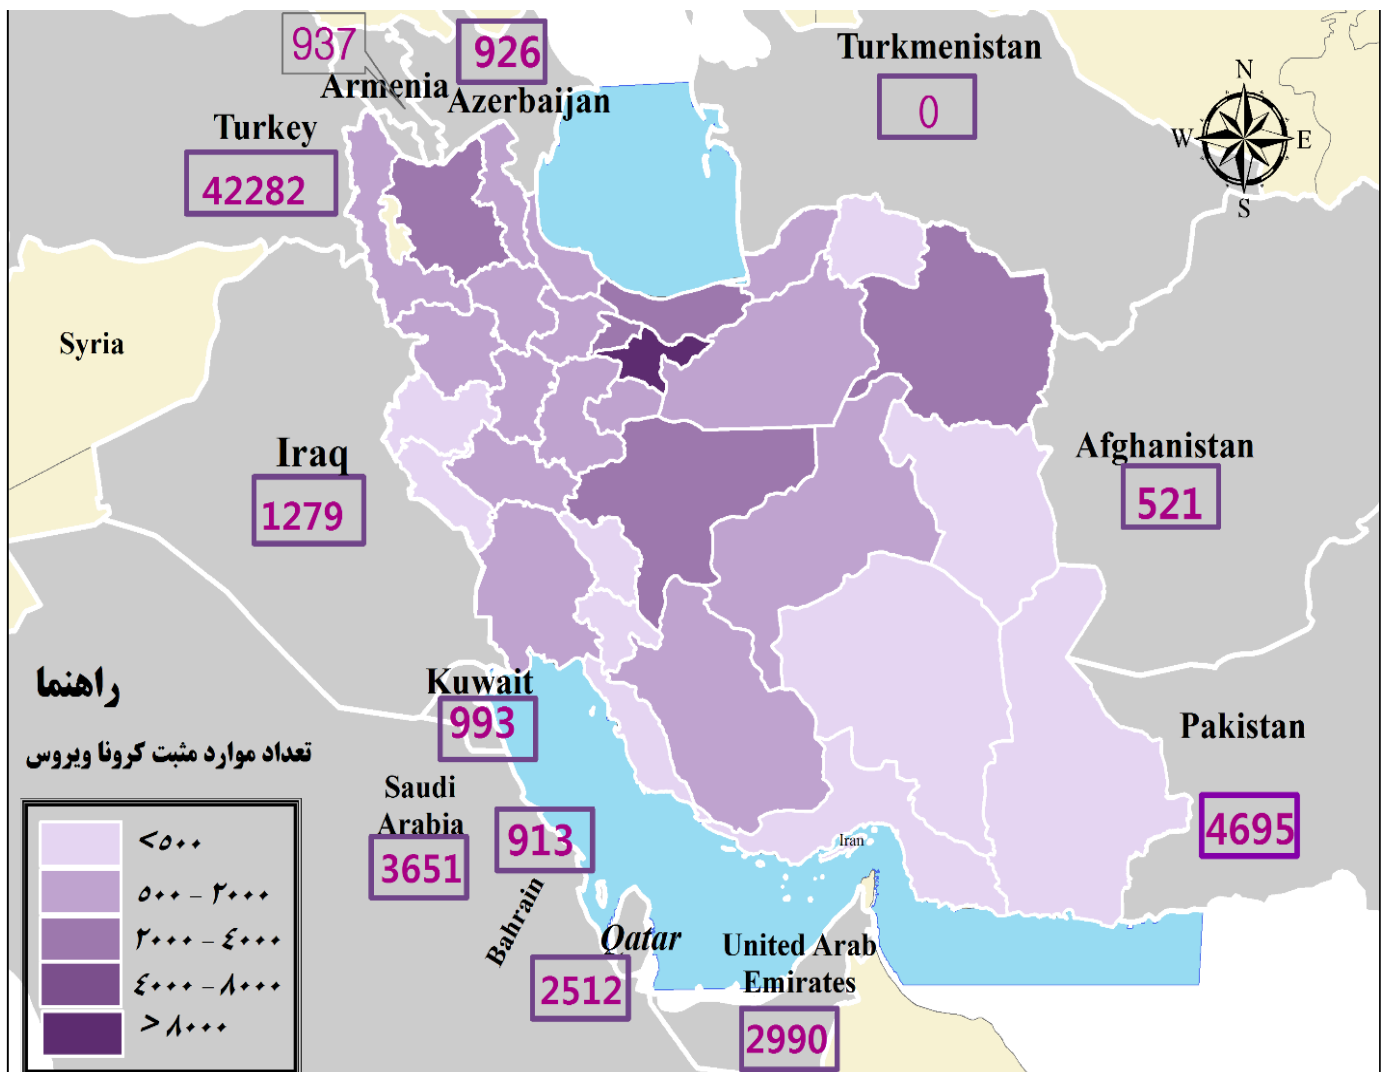 937
926
Turkmenistan
Armenia
Azerbaijan
0
N
W
E
S
Turkey
42282
Syria
Iraq
1279
Afghanistan
521
راهنما
Kuwait
993
Pakistan
تعداد موارد مثبت کرونا ویروس
Saudi
Arabia
3651
913
4695
Iran
<۵۰۰
۵۰۰ - ۲۰۰۰
۲۰۰۰ - ٤۰۰۰
٤۰۰۰ - ۸۰۰۰
> ۸۰۰۰
Bahrain
Qatar
2512
United Arab
Emirates
2990